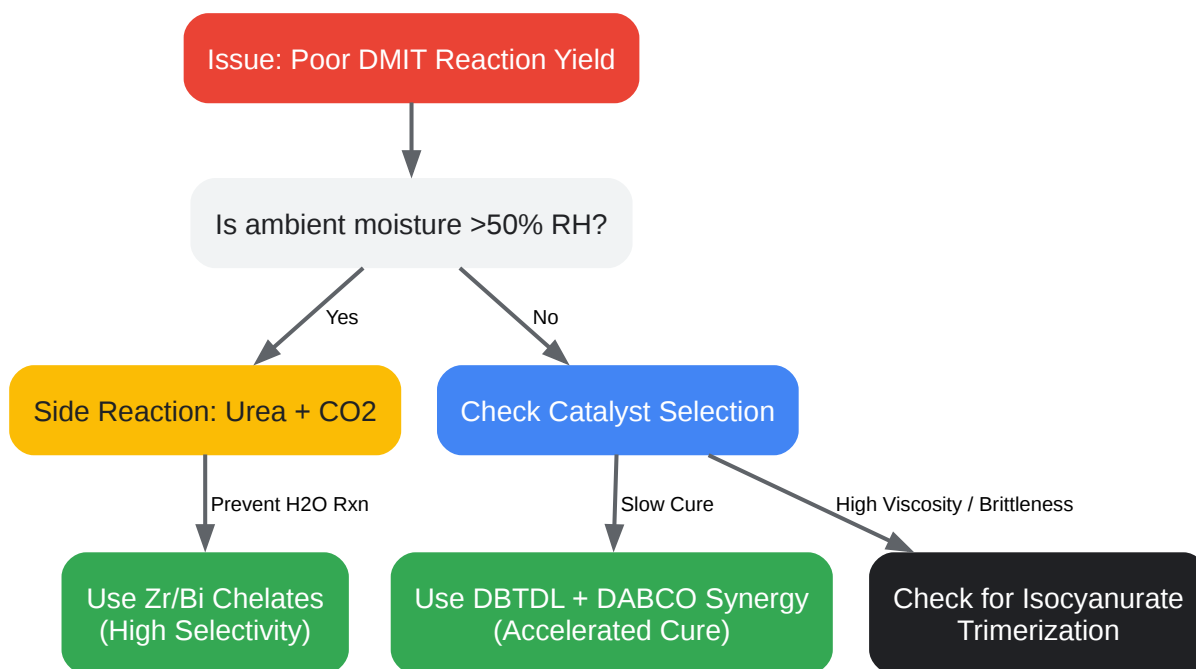 Issue: Poor DMIT Reaction Yield
Is ambient moisture >50% RH?
Yes
No
Side Reaction: Urea + CO2
Check Catalyst Selection
Prevent H2O Rxn
Slow Cure
High Viscosity / Brittleness
Use Zr/Bi Chelates
(High Selectivity)
Use DBTDL + DABCO Synergy
(Accelerated Cure)
Check for Isocyanurate
Trimerization